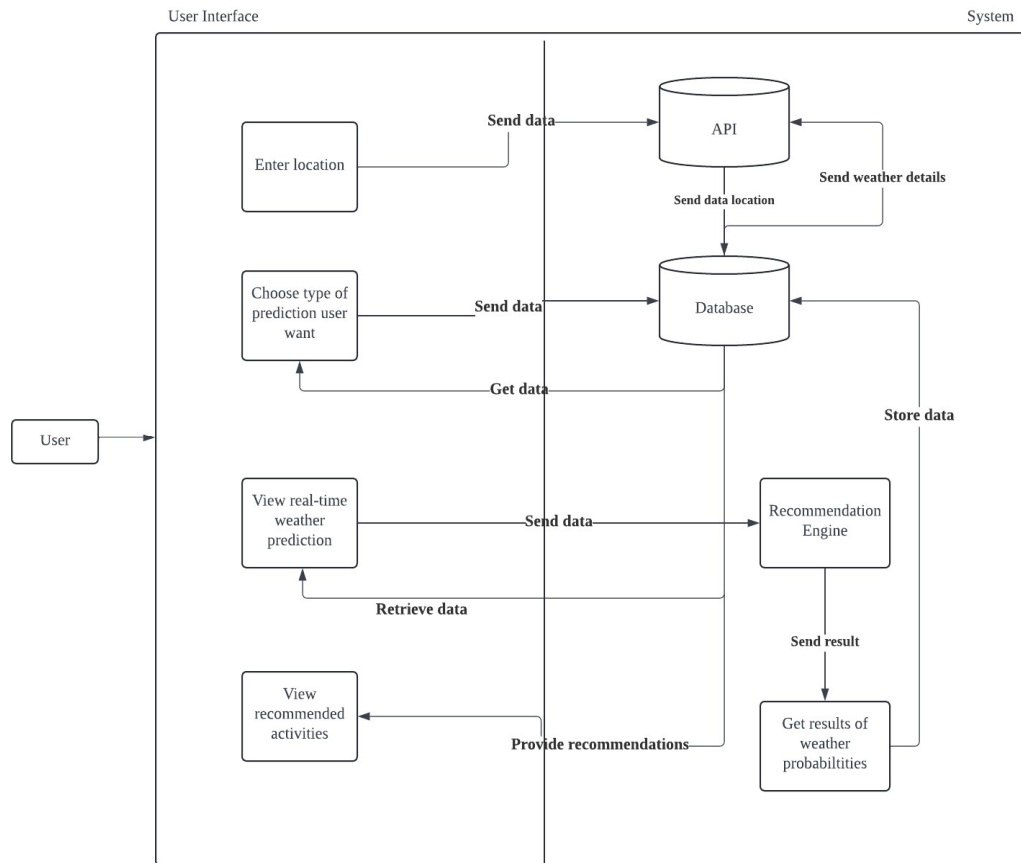 User Interface
System
Send data
API
Enter location
Send weather details
Send data location
Choose type of
prediction user
want
Send data
Database
Get data
Store data
User
View real-time
weather
prediction
Send data
Recommendation
Engine
Retrieve data
Send result
View
recommended
activities
Provide recommendations
Get results of
weather
probabiltities